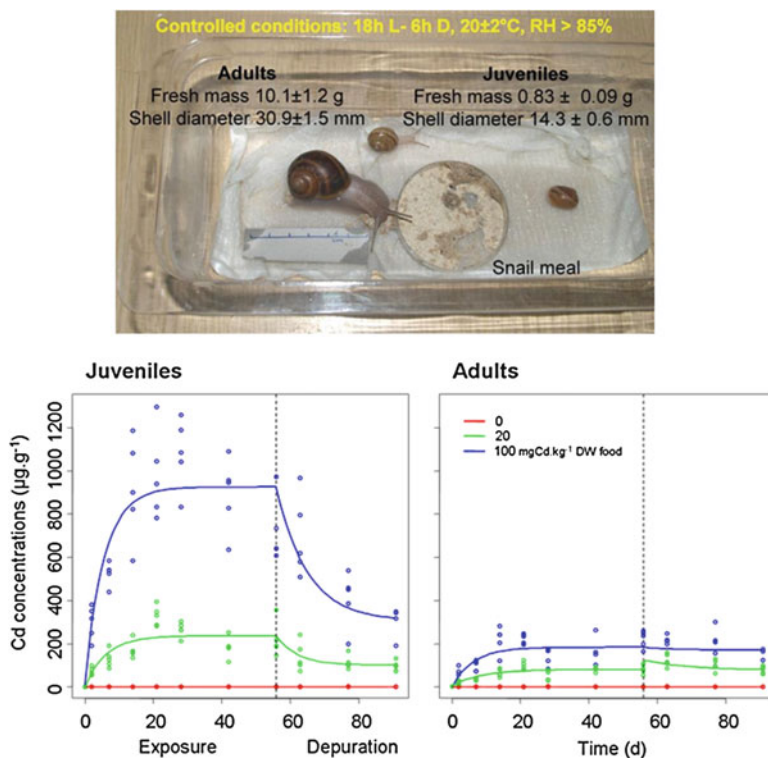 Controlled conditions: 18h L- 6h D, 20±2°C, RH > 85%
Adults
Fresh mass 10.1±1.2 g
Shell diameter 30.9±1.5 mm
Juveniles
Fresh mass 0.83 ± 0.09 g
Shell diameter 14.3 ± 0.6 mm
Snail meal
Juveniles
Adults
Cd concentrations (µg.g⁻¹)
1200
1000
800
600
400
200
0
0
20
100 mgCd.kg⁻¹ DW food
0 20 40 60 80
0 20 40 60 80
Exposure Depuration
Time (d)